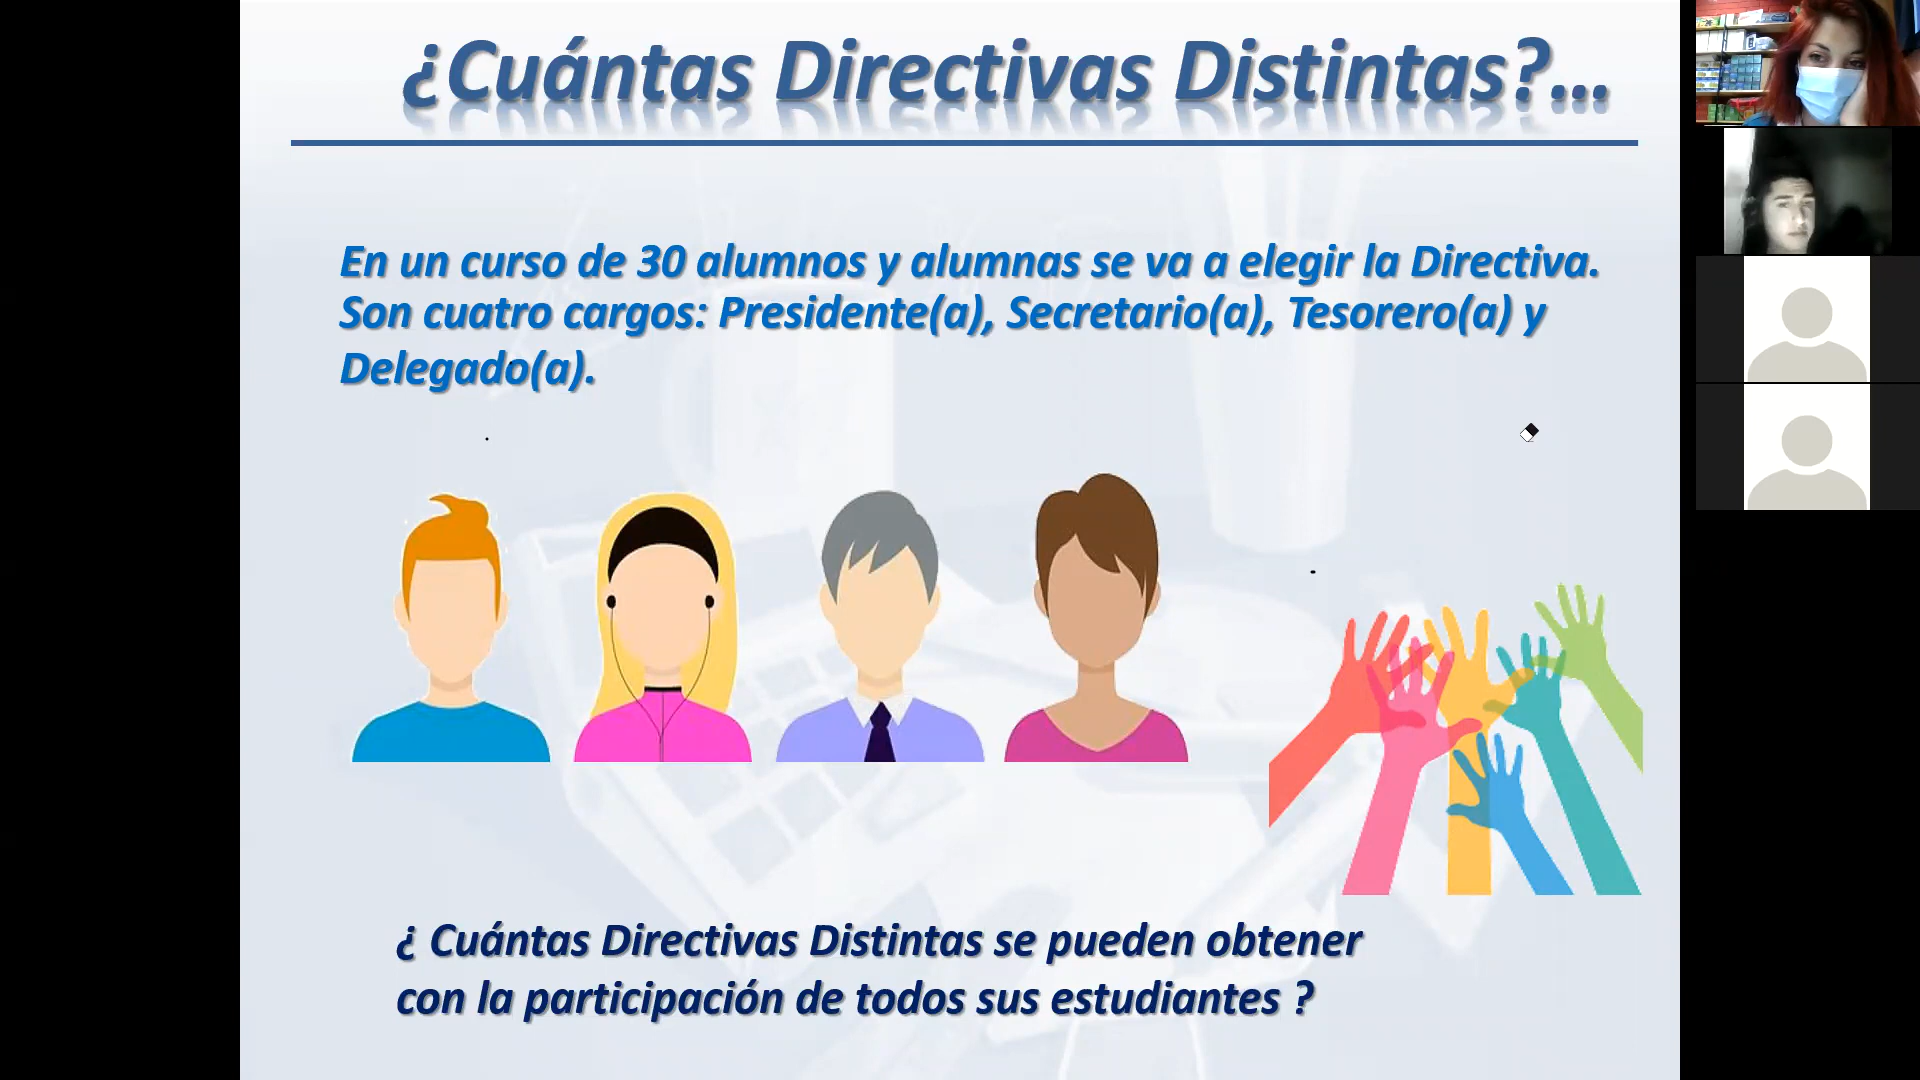 ¿Cuántas Directivas Distintas?...
En un curso de 30 alumnos y alumnas se va a elegir la Directiva.
Son cuatro cargos: Presidente(a), Secretario(a), Tesorero(a) y
Delegado(a).
¿ Cuántas Directivas Distintas se pueden obtener
con la participación de todos sus estudiantes ?